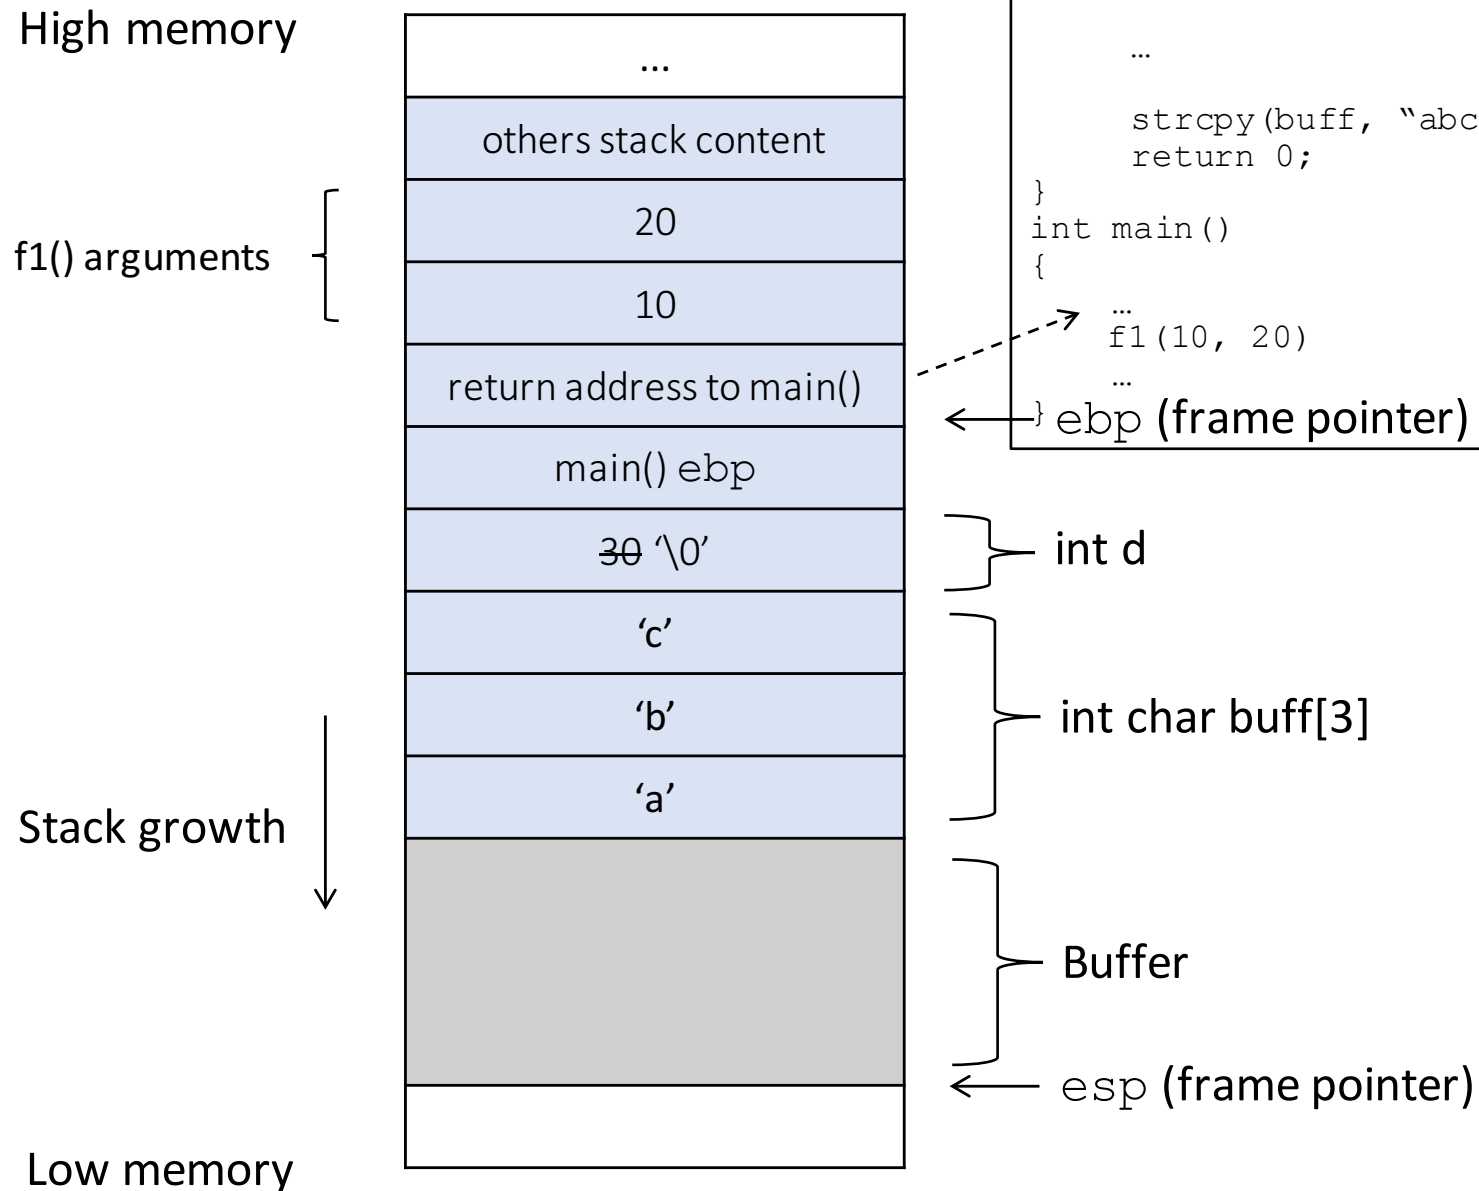 High memory
...
others stack content
f1() arguments
20
10
return address to main()
main() ebp
30 ‘\0’
‘c’
‘b’
‘a’
Stack growth
Low memory
…
strcpy(buff, “abc
return 0;
}
int main()
{
…
f1(10, 20)
…
}
ebp (frame pointer)
int d
int char buff[3]
Buffer
esp (frame pointer)